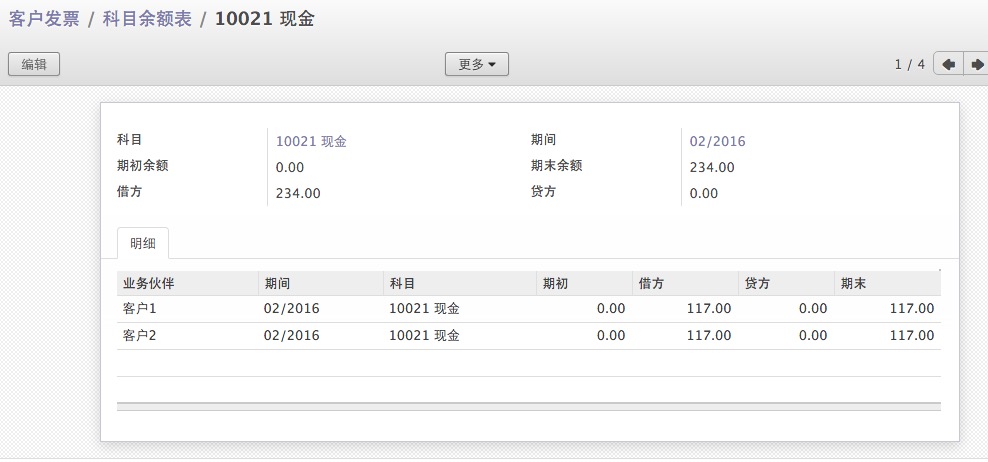 客户发票 / 科目余额表 / 10021 现金
编辑 更多 1 / 4
科目 10021 现金 期间 02/2016
期初余额 0.00 期末余额 234.00
借方 234.00 贷方 0.00
明细
业务伙伴 期间 科目 期初 借方 贷方 期末
客户1 02/2016 10021 现金 0.00 117.00 0.00 117.00
客户2 02/2016 10021 现金 0.00 117.00 0.00 117.00